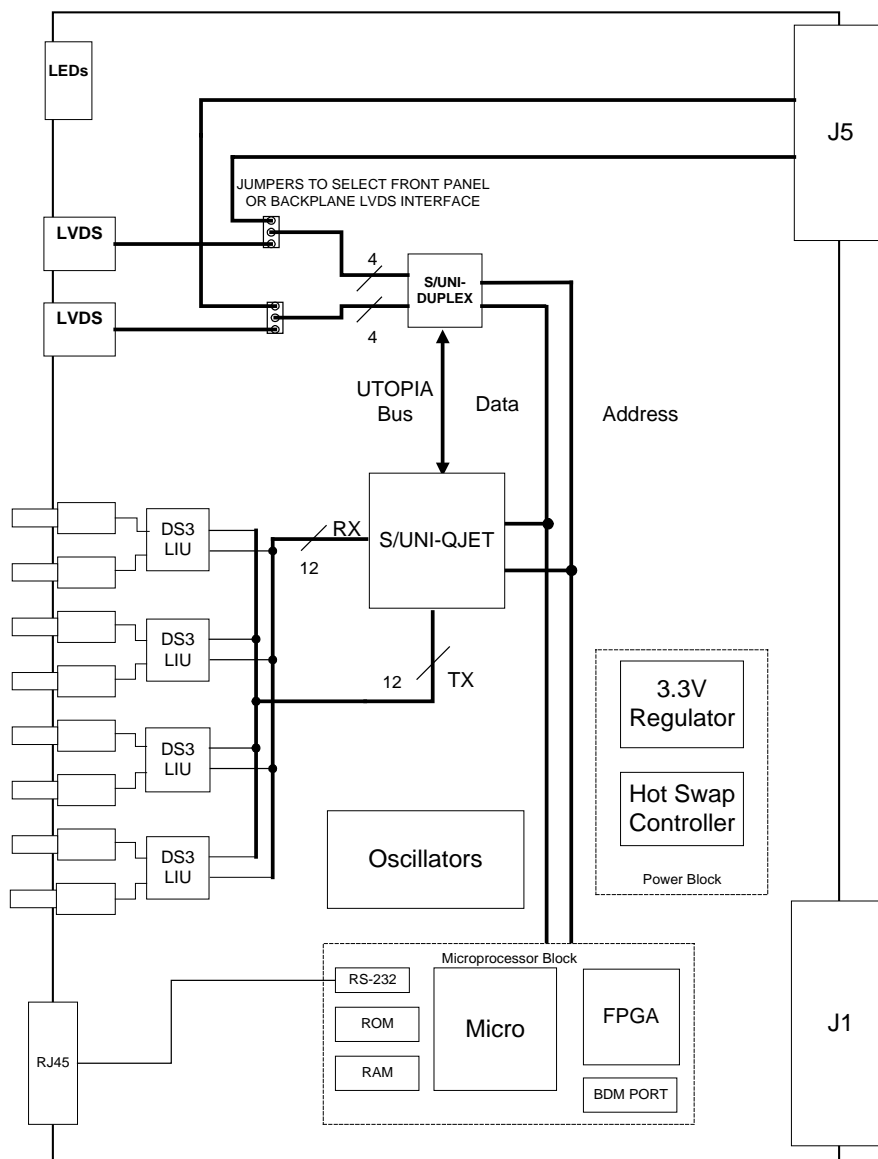 LEDs
J5
JUMPERS TO SELECT FRONT PANEL
OR BACKPLANE LVDS INTERFACE
LVDS
4
S/UNI-
DUPLEX
LVDS
4
UTOPIA
Bus
Data
Address
DS3
LIU
RX
12
S/UNI-QJET
DS3
LIU
12
TX
3.3V
Regulator
DS3
LIU
Hot Swap
Controller
DS3
LIU
Oscillators
Power Block
Microprocessor Block
RS-232
ROM
RAM
Micro
FPGA
BDM PORT
RJ45
J1